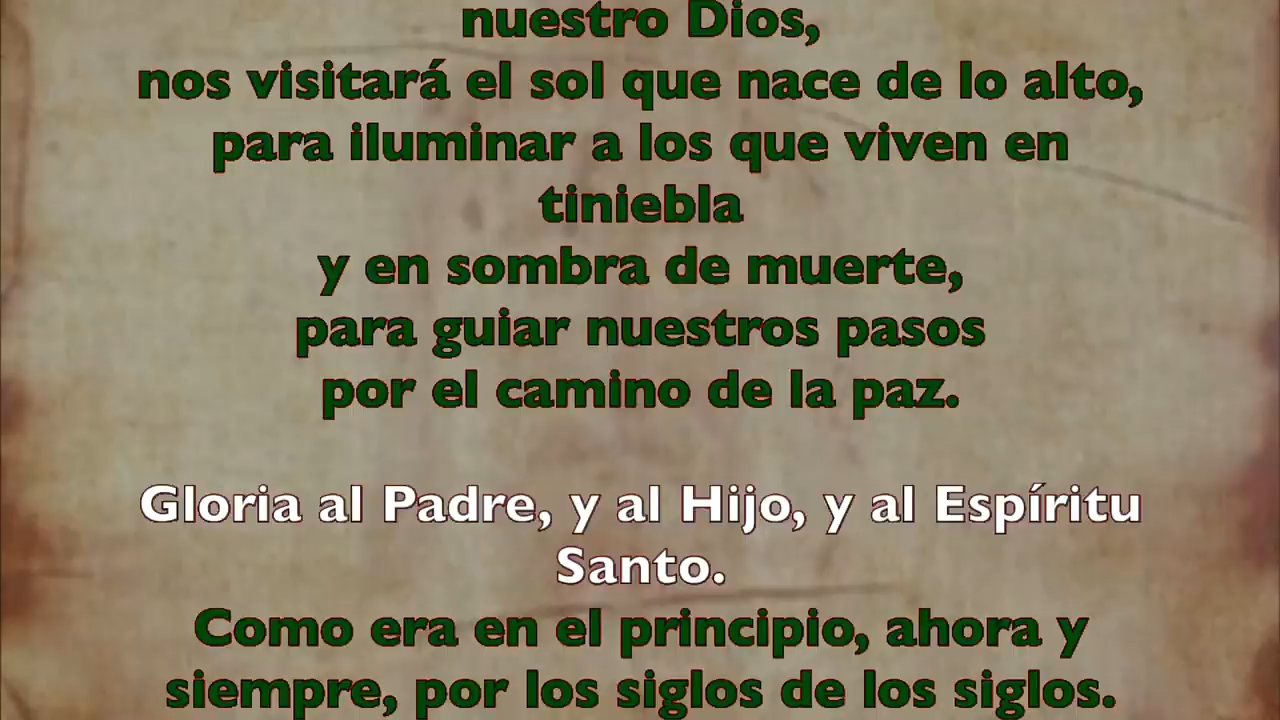 nuestro Dios,
nos visitará el sol que nace de lo alto,
para iluminar a los que viven en
tiniebla
y en sombra de muerte,
para guiar nuestros pasos
por el camino de la paz.
Gloria al Padre, y al Hijo, y al Espíritu
Santo.
Como era en el principio, ahora y
siempre, por los siglos de los siglos.